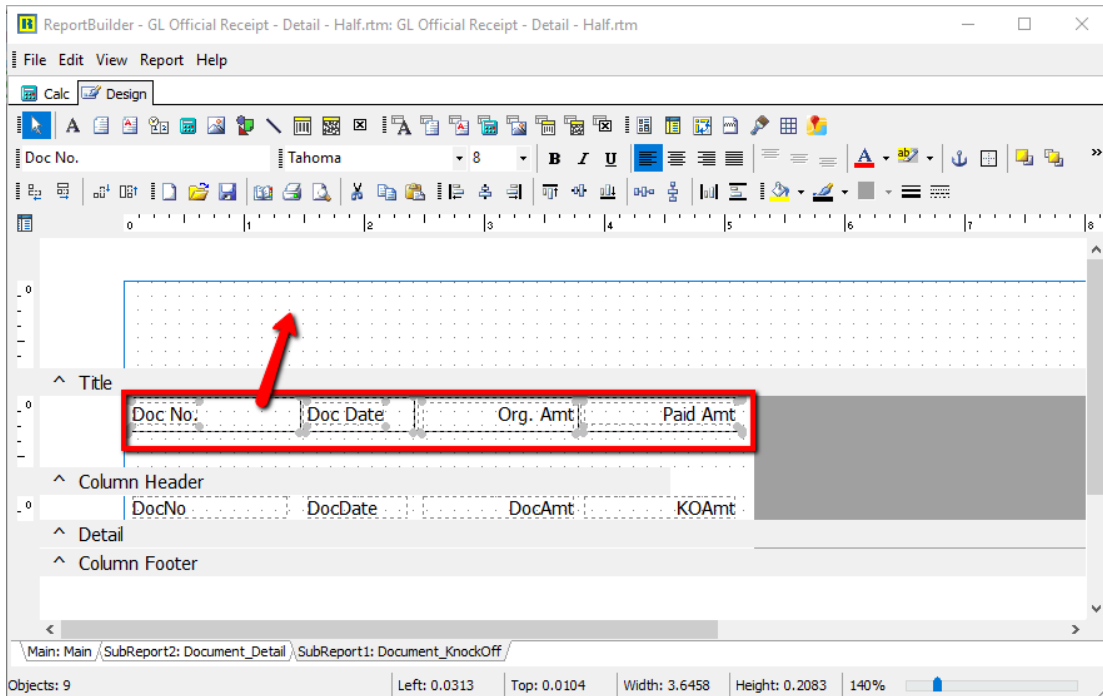 ReportBuilder - GL Official Receipt - Detail - Half.rtm: GL Official Receipt - Detail - Half.rtm
File Edit View Report Help
Calc Design
Doc No. Tahoma 8 B I U
0 1 2 3 4 5 6 7 8
0
^ Title
0
Doc No. Doc Date Org. Amt Paid Amt
^ Column Header
0
DocNo DocDate DocAmt KOAmt
^ Detail
^ Column Footer
Main: Main SubReport2: Document_Detail SubReport1: Document_KnockOff
Objects: 9 Left: 0.0313 Top: 0.0104 Width: 3.6458 Height: 0.2083 140%